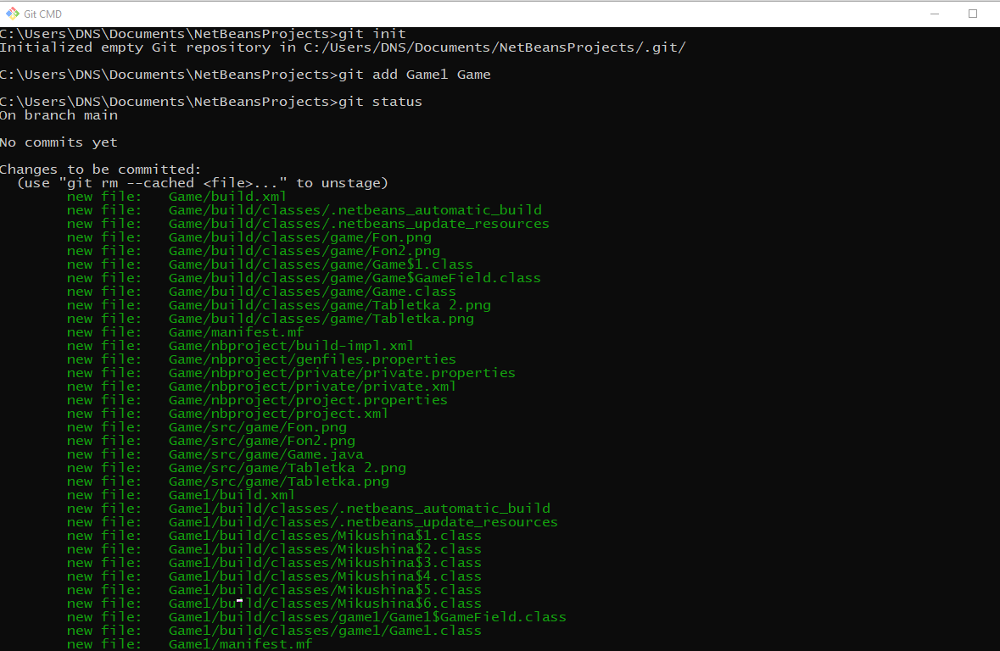 Git CMD
C:\Users\DNS\Documents\NetBeansProjects>git init
Initialized empty Git repository in C:/Users/DNS/Documents/NetBeansProjects/.git/
C:\Users\DNS\Documents\NetBeansProjects>git add Game1 Game
C:\Users\DNS\Documents\NetBeansProjects>git status
On branch main
No commits yet
Changes to be committed:
(use "git rm --cached <file>..." to unstage)
new file: Game/build.xml
new file: Game/build/classes/.netbeans_automatic_build
new file: Game/build/classes/.netbeans_update_resources
new file: Game/build/classes/game/Fon.png
new file: Game/build/classes/game/Fon2.png
new file: Game/build/classes/game/Game$1.class
new file: Game/build/classes/game/Game$GameField.class
new file: Game/build/classes/game/Game.class
new file: Game/build/classes/game/Tabletka 2.png
new file: Game/build/classes/game/Tabletka.png
new file: Game/manifest.mf
new file: Game/nbproject/build-impl.xml
new file: Game/nbproject/genfiles.properties
new file: Game/nbproject/private/private.properties
new file: Game/nbproject/private/private.xml
new file: Game/nbproject/project.properties
new file: Game/nbproject/project.xml
new file: Game/src/game/Fon.png
new file: Game/src/game/Fon2.png
new file: Game/src/game/Game.java
new file: Game/src/game/Tabletka 2.png
new file: Game/src/game/Tabletka.png
new file: Game1/build.xml
new file: Game1/build/classes/.netbeans_automatic_build
new file: Game1/build/classes/.netbeans_update_resources
new file: Game1/build/classes/Mikushina$1.class
new file: Game1/build/classes/Mikushina$2.class
new file: Game1/build/classes/Mikushina$3.class
new file: Game1/build/classes/Mikushina$4.class
new file: Game1/build/classes/Mikushina$5.class
new file: Game1/build/classes/Mikushina$6.class
new file: Game1/build/classes/game1/Game1$GameField.class
new file: Game1/build/classes/game1/Game1.class
new file: Game1/manifest.mf